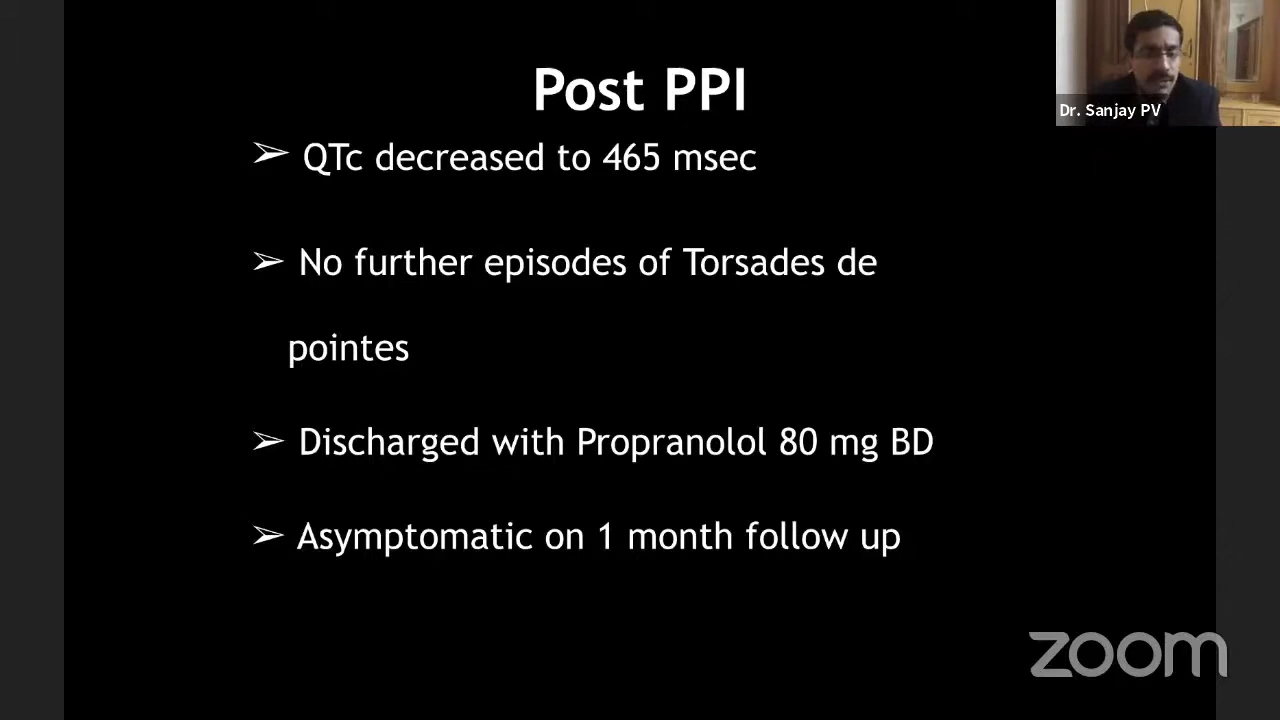 Post PPI
Dr. Sanjay PV
➢ QTc decreased to 465 msec
➢ No further episodes of Torsades de
pointes
➢ Discharged with Propranolol 80 mg BD
➢ Asymptomatic on 1 month follow up
zoom